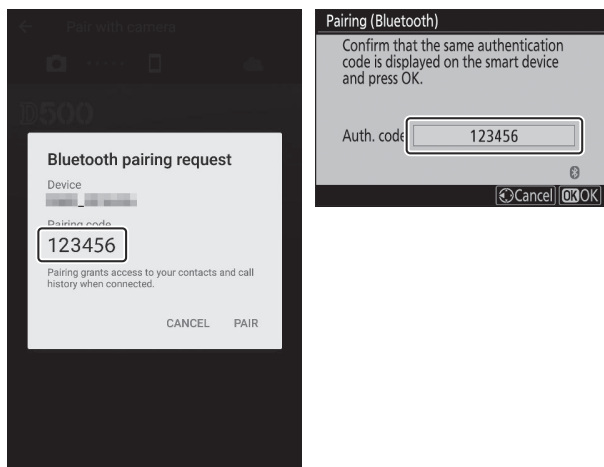 Pair with camera
D500
Bluetooth pairing request
Device
Pairing code
123456
Pairing grants access to your contacts and call
history when connected.
CANCEL PAIR
Pairing (Bluetooth)
Confirm that the same authentication
code is displayed on the smart device
and press OK.
Auth. code 123456
Cancel OK OK